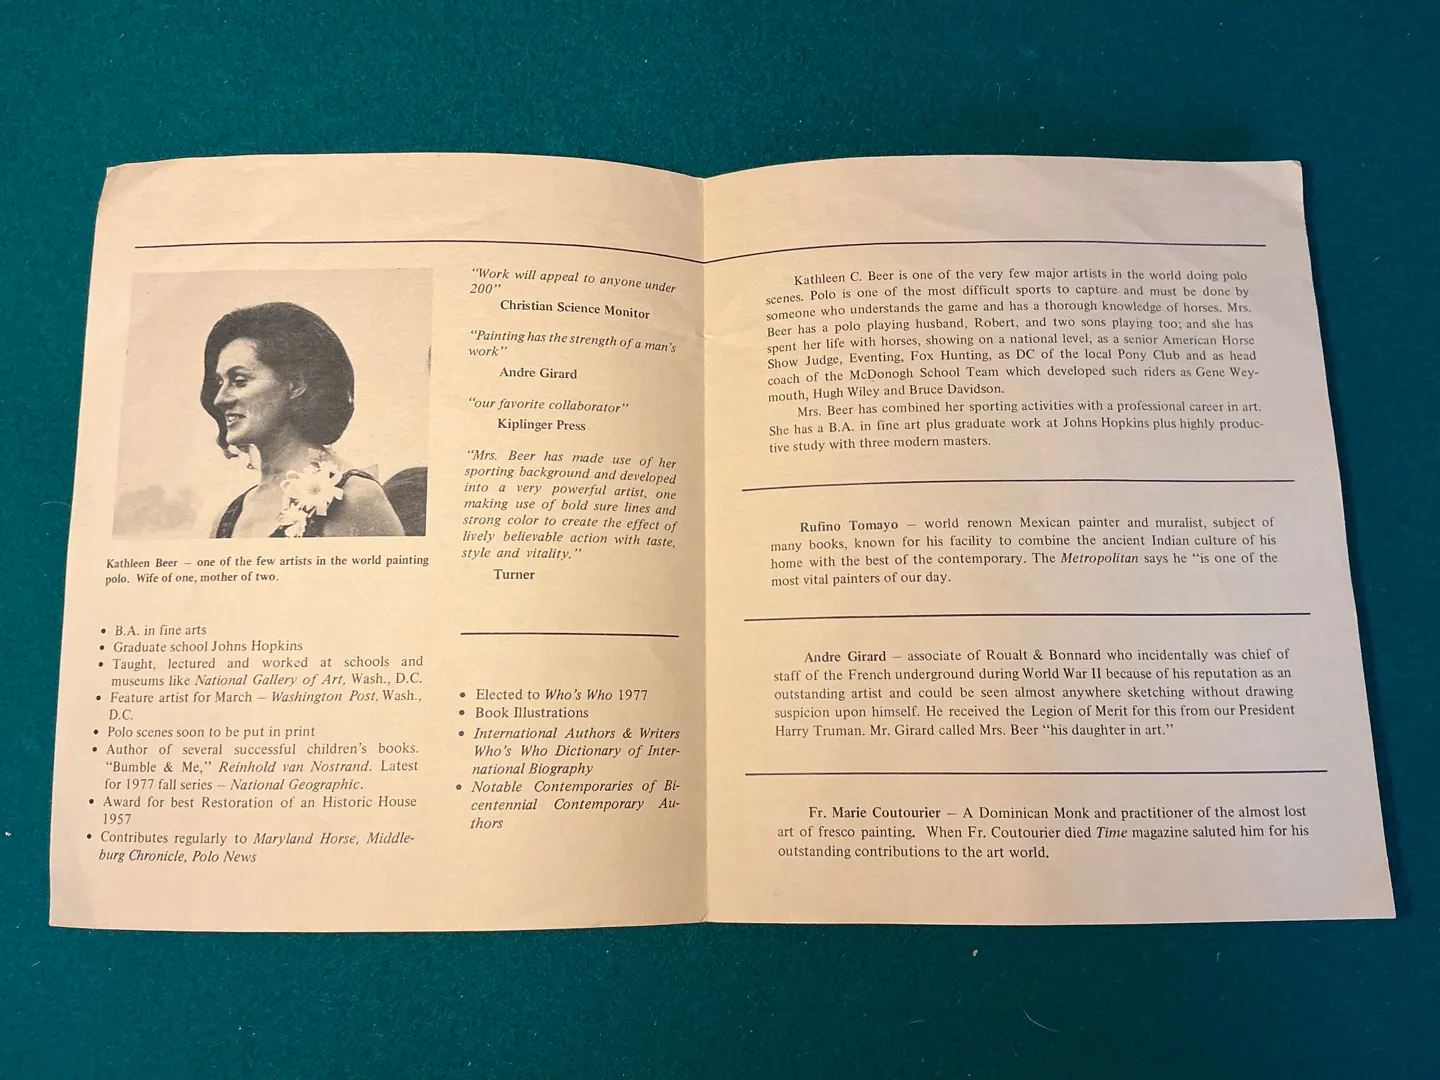 Kathleen Beer – one of the few artists in the world painting
polo. Wife of one, mother of two.
• B.A. in fine arts
• Graduate school Johns Hopkins
• Taught, lectured and worked at schools and
museums like National Gallery of Art, Wash., D.C.
• Feature artist for March – Washington Post, Wash.,
D.C.
• Polo scenes soon to be put in print
• Author of several successful children's books.
"Bumble & Me," Reinhold van Nostrand. Latest
for 1977 fall series – National Geographic.
• Award for best Restoration of an Historic House
1957
• Contributes regularly to Maryland Horse, Middle-
burg Chronicle, Polo News
"Work will appeal to anyone under
200"
Christian Science Monitor
"Painting has the strength of a man's
work"
Andre Girard
"our favorite collaborator"
Kiplinger Press
"Mrs. Beer has made use of her
sporting background and developed
into a very powerful artist, one
making use of bold sure lines and
strong color to create the effect of
lively believable action with taste,
style and vitality."
Turner
• Elected to Who's Who 1977
• Book Illustrations
• International Authors & Writers
Who's Who Dictionary of Inter-
national Biography
• Notable Contemporaries of Bi-
centennial Contemporary Au-
thors
Kathleen C. Beer is one of the very few major artists in the world doing polo
scenes. Polo is one of the most difficult sports to capture and must be done by
someone who understands the game and has a thorough knowledge of horses. Mrs.
Beer has a polo playing husband, Robert, and two sons playing too; and she has
spent her life with horses, showing on a national level, as a senior American Horse
Show Judge, Eventing, Fox Hunting, as DC of the local Pony Club and as head
coach of the McDonogh School Team which developed such riders as Gene Wey-
mouth, Hugh Wiley and Bruce Davidson.
Mrs. Beer has combined her sporting activities with a professional career in art.
She has a B.A. in fine art plus graduate work at Johns Hopkins plus highly produc-
tive study with three modern masters.
Rufino Tomayo – world renown Mexican painter and muralist, subject of
many books, known for his facility to combine the ancient Indian culture of his
home with the best of the contemporary. The Metropolitan says he "is one of the
most vital painters of our day.
Andre Girard – associate of Roualt & Bonnard who incidentally was chief of
staff of the French underground during World War II because of his reputation as an
outstanding artist and could be seen almost anywhere sketching without drawing
suspicion upon himself. He received the Legion of Merit for this from our President
Harry Truman. Mr. Girard called Mrs. Beer "his daughter in art."
Fr. Marie Coutourier – A Dominican Monk and practitioner of the almost lost
art of fresco painting. When Fr. Coutourier died Time magazine saluted him for his
outstanding contributions to the art world.